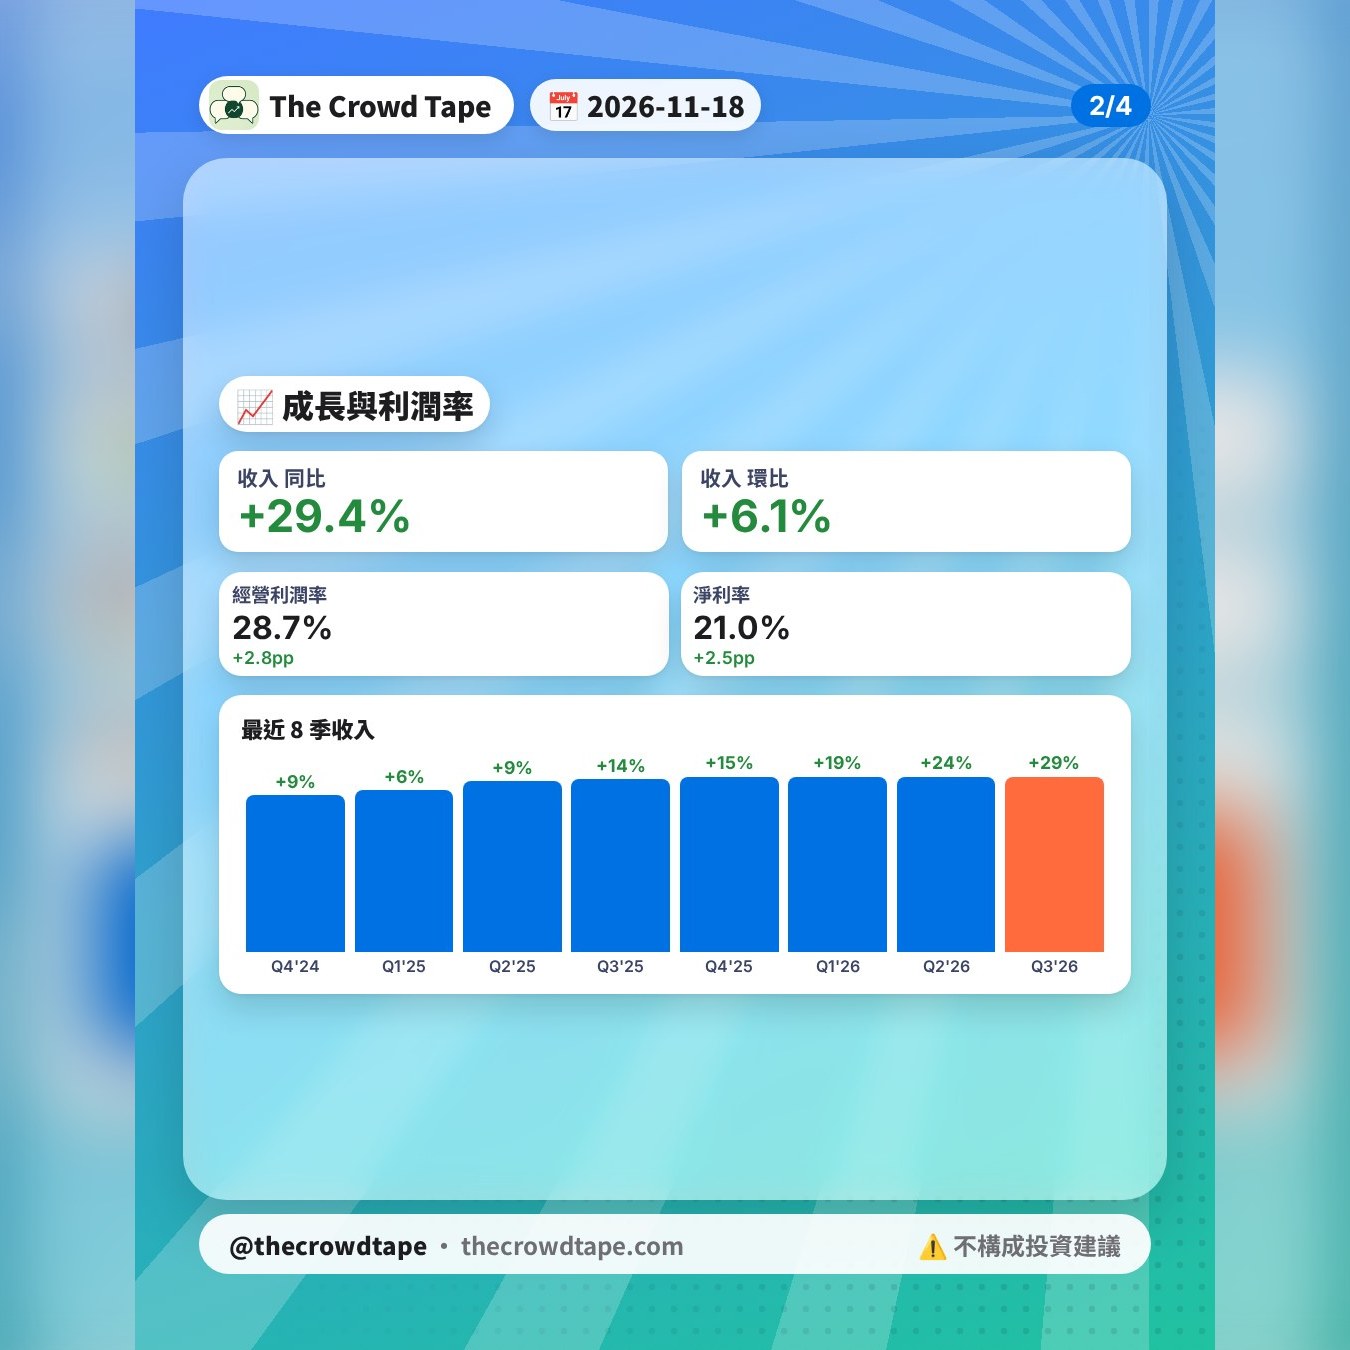 The Crowd Tape
2026-11-18
2/4
成長與利潤率
收入 同比
+29.4%
收入 環比
+6.1%
經營利潤率
28.7%
+2.8pp
淨利率
21.0%
+2.5pp
最近 8 季收入
+9% +6% +9% +14% +15% +19% +24% +29%
Q4'24 Q1'25 Q2'25 Q3'25 Q4'25 Q1'26 Q2'26 Q3'26
@thecrowdtape • thecrowdtape.com
⚠️ 不構成投資建議